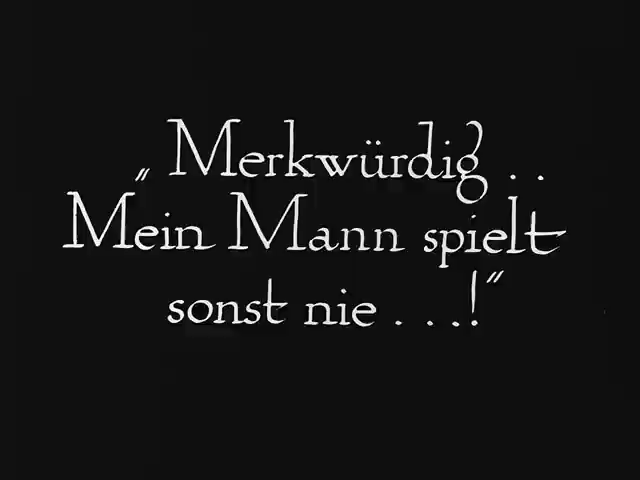 „Merkwürdig . .
Mein Mann spielt
sonst nie . . .!“